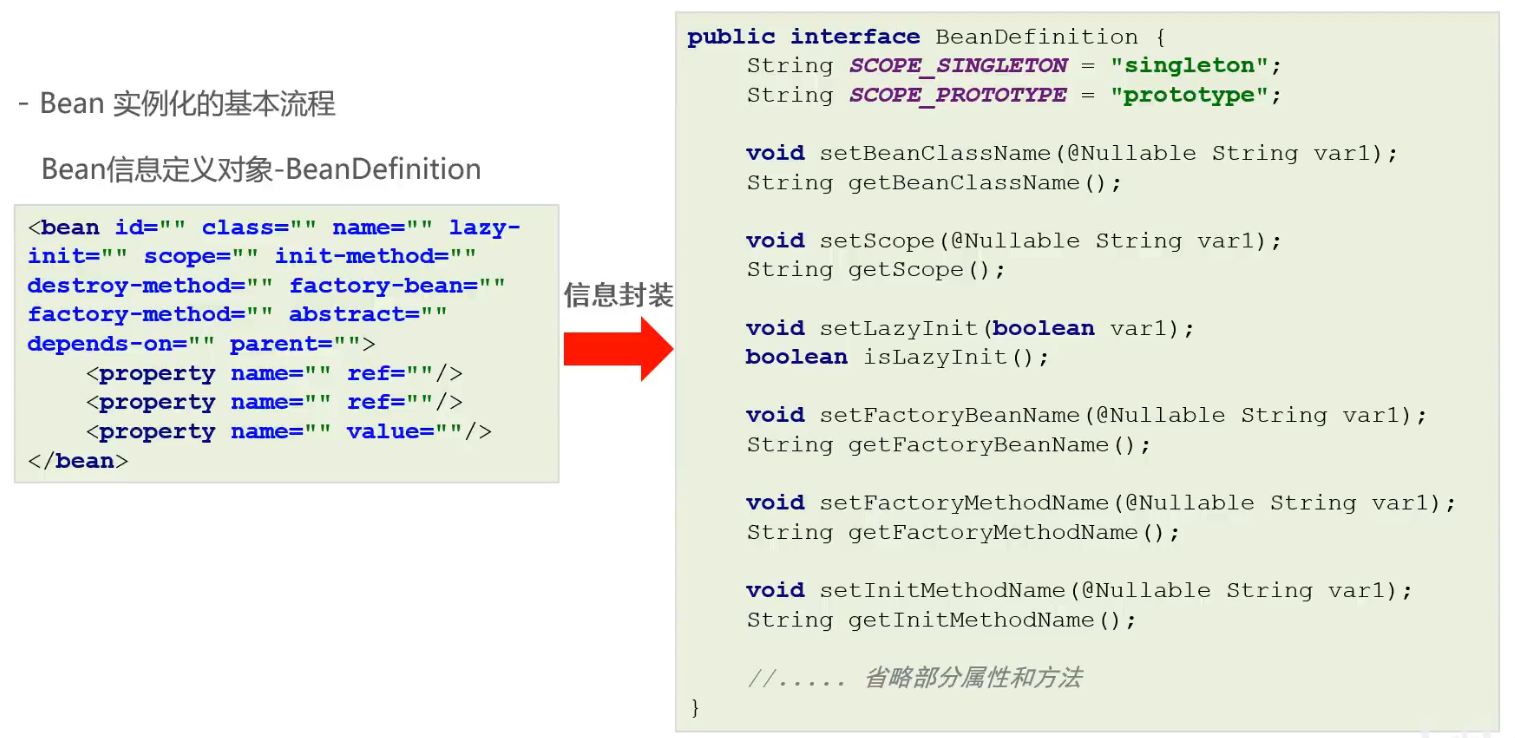 - Bean 实例化的基本流程
Bean信息定义对象-BeanDefinition
<bean id="" class="" name="" lazy-
init="" scope="" init-method=""
destroy-method="" factory-bean=""
factory-method="" abstract=""
depends-on="" parent="">
    <property name="" ref=""/>
    <property name="" ref=""/>
    <property name="" value=""/>
</bean>
信息封装
public interface BeanDefinition {
    String SCOPE_SINGLETON = "singleton";
    String SCOPE_PROTOTYPE = "prototype";

    void setBeanClassName(@Nullable String var1);
    String getBeanClassName();

    void setScope(@Nullable String var1);
    String getScope();

    void setLazyInit(boolean var1);
    boolean isLazyInit();

    void setFactoryBeanName(@Nullable String var1);
    String getFactoryBeanName();

    void setFactoryMethodName(@Nullable String var1);
    String getFactoryMethodName();

    void setInitMethodName(@Nullable String var1);
    String getInitMethodName();

    //..... 省略部分属性和方法
}